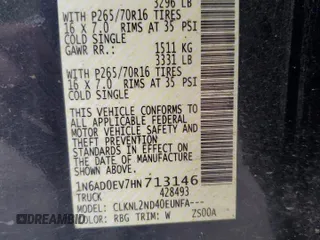 3296 LB
WITH P265/70R16 TIRES
16 X 7.0 RIMS AT 35 PSI
COLD SINGLE
GAWR RR: 1511 KG
3331 LB
WITH P265/70R16 TIRES
16 X 7.0 RIMS AT 35 PSI
COLD SINGLE
THIS VEHICLE CONFORMS TO
ALL APPLICABLE FEDERAL
MOTOR VEHICLE SAFETY
AND THEFT PREVENTION
STANDARDS IN EFFECT ON
THE DATE OF MANUFACTURE
SHOWN ABOVE.
1N6AD0EV7HN713146
TRUCK 428493
MODEL: CLKNL2ND40EUNFA---
COLOR: RBG TRIM: W ZS00A
DREAMBID